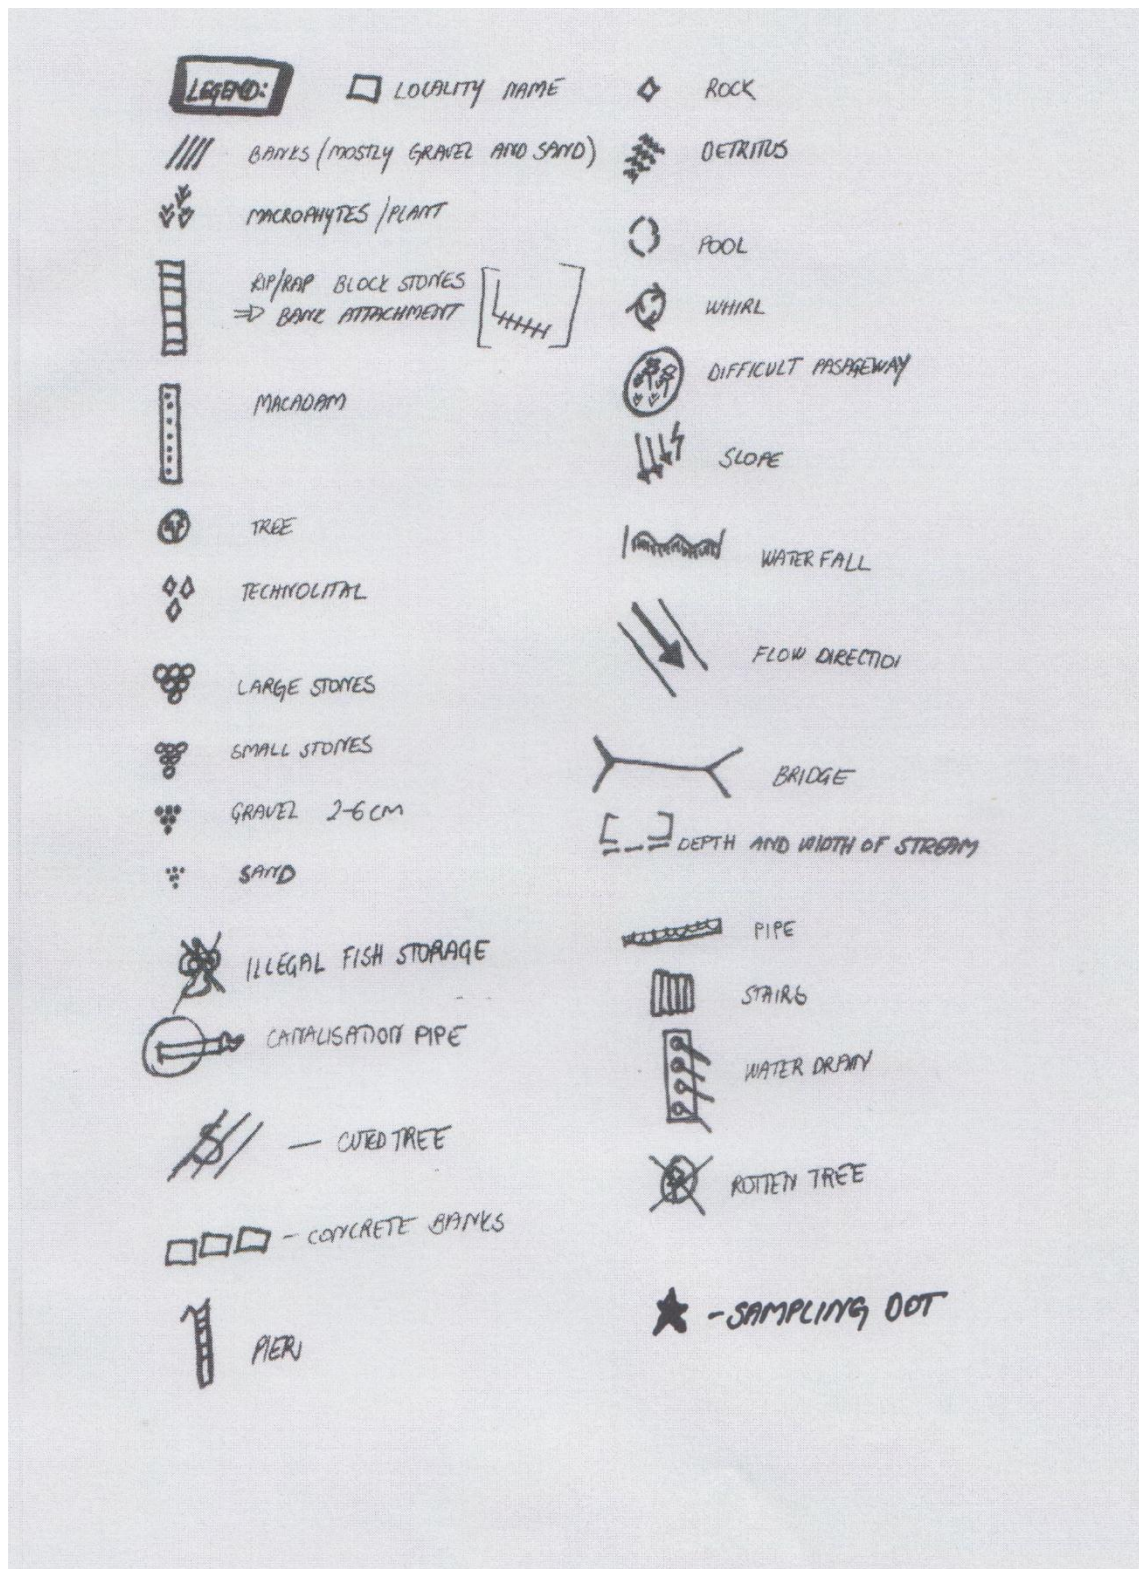 LEGEND:
LOCALITY NAME
BANKS (MOSTLY GRAVEL AND SAND)
MACROPHYTES / PLANT
RIP/RAP BLOCK STONES
=> BANK ATTACHMENT
MACADAM
TREE
TECHNOLITAL
LARGE STONES
SMALL STONES
GRAVEL 2-6 CM
SAND
ILLEGAL FISH STORAGE
CANALISATION PIPE
- CUTED TREE
- CONCRETE BANKS
PIER
ROCK
DETRITUS
POOL
WHIRL
DIFFICULT PASAGEWAY
SLOPE
WATER FALL
FLOW DIRECTION
BRIDGE
DEPTH AND WIDTH OF STREAM
PIPE
STAIRS
WATER DRAIN
ROTTEN TREE
- SAMPLING DOT